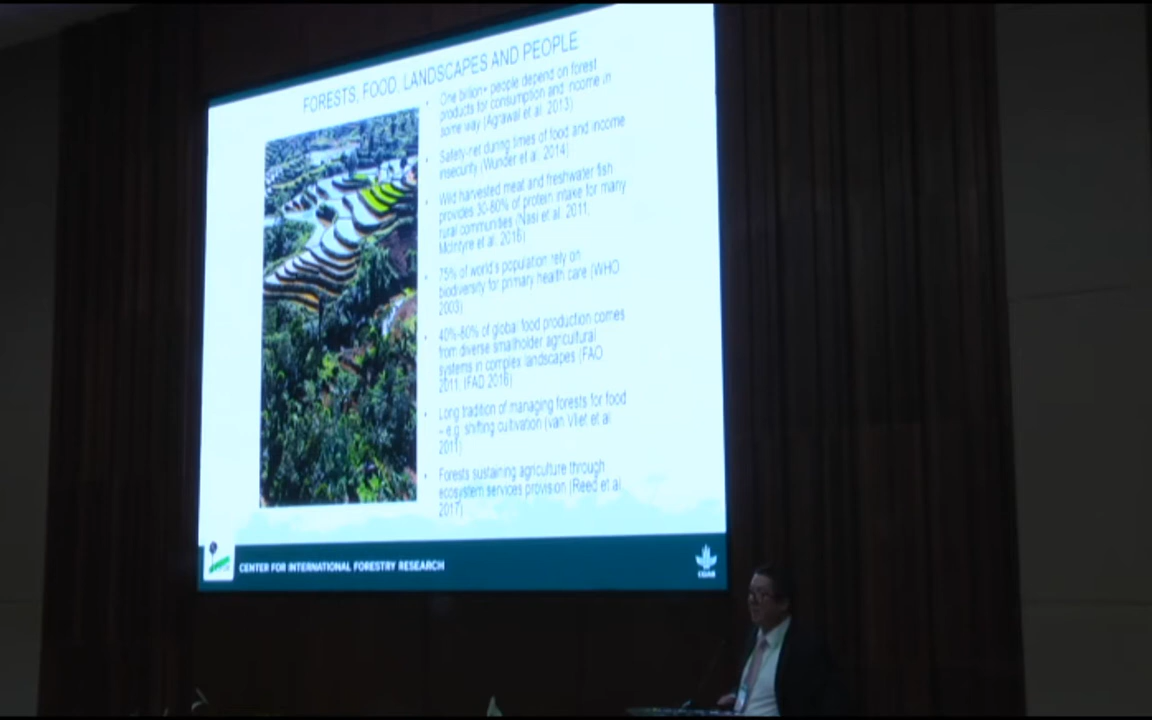 FORESTS, FOOD, LANDSCAPES AND PEOPLE
• One billion+ people depend on forest
products for consumption and income in
some way (Agrawal et al. 2013)
• Safety-net during times of food and income
insecurity (Wunder et al. 2014)
• Wild harvested meat and freshwater fish
provides 30-80% of protein intake for many
rural communities (Nasi et al. 2011,
McIntyre et al. 2016)
• 75% of world's population rely on
biodiversity for primary health care (WHO
2003)
• 40%-80% of global food production comes
from diverse smallholder agricultural
systems in complex landscapes (FAO
2011, IFAD 2016)
• Long tradition of managing forests for food
– e.g. shifting cultivation (van Vliet et al.
2011)
• Forests sustaining agriculture through
ecosystem services provision (Reed et al.
2017)
CENTER FOR INTERNATIONAL FORESTRY RESEARCH
CGIAR